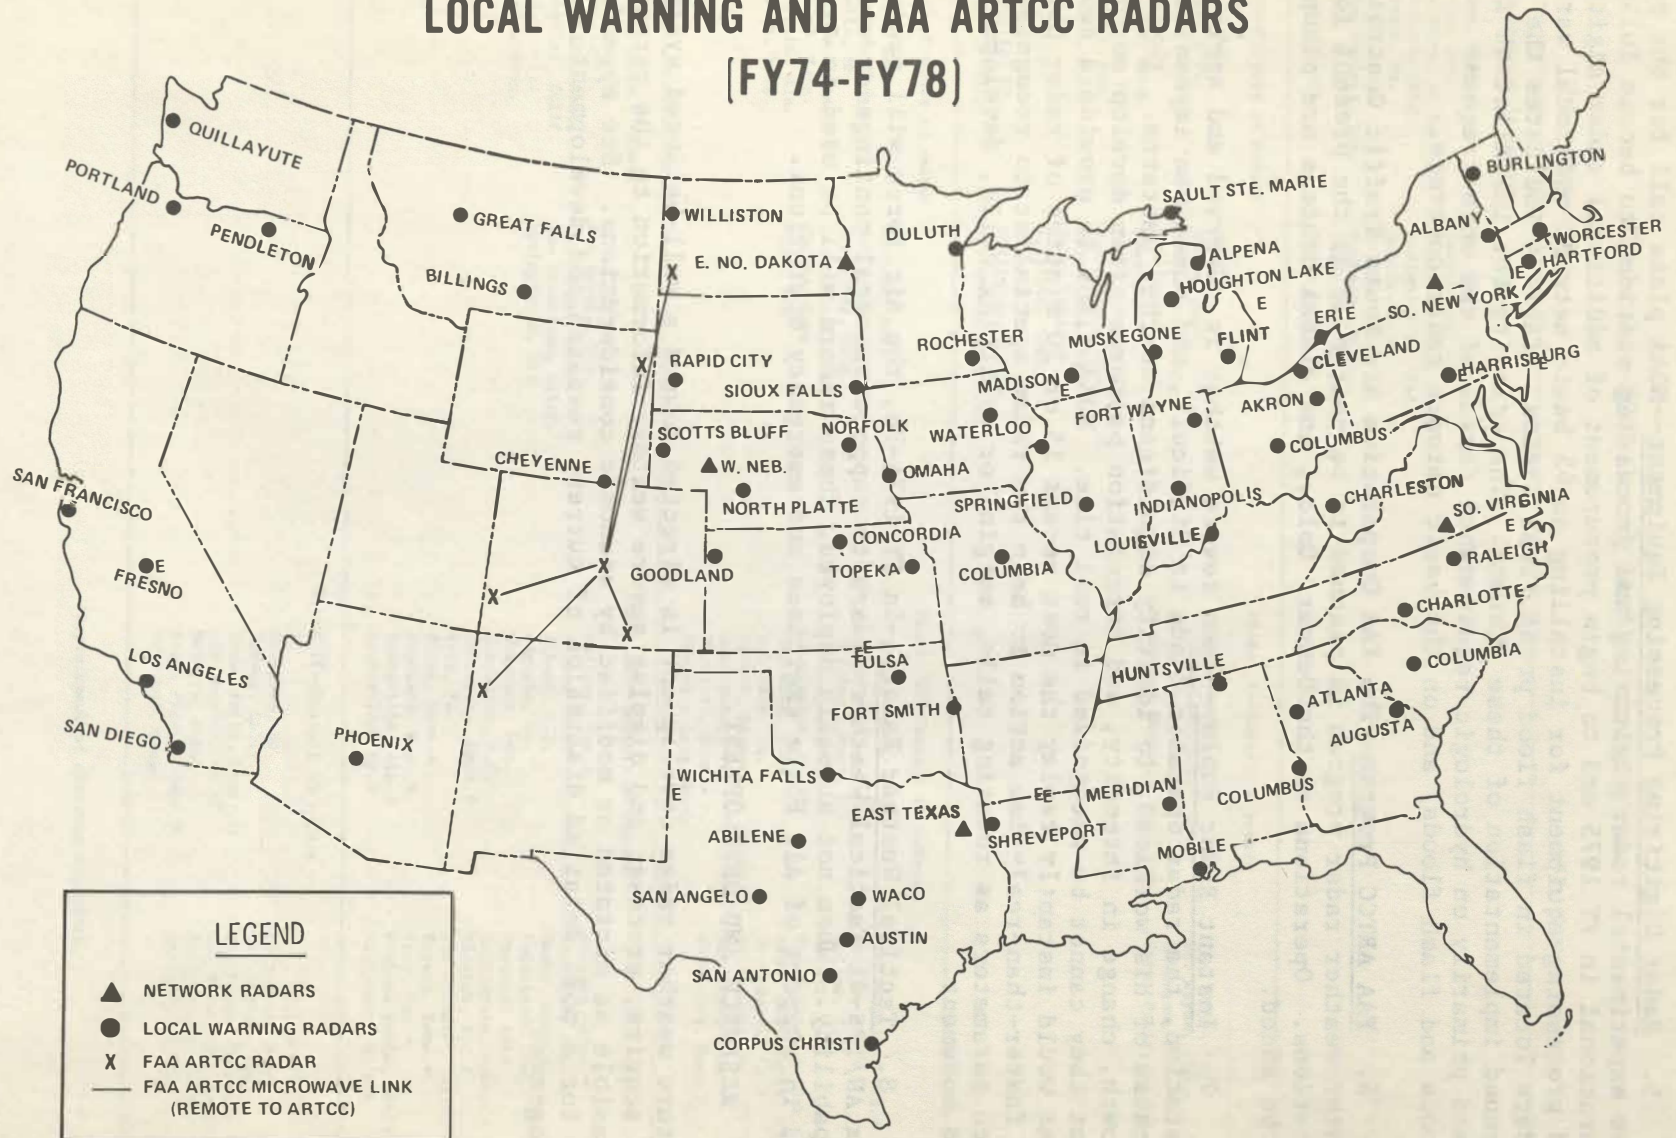 LOCAL WARNING AND FAA ARTCC RADARS
(FY74-FY78)
QUILLAYUTE
PORTLAND
PENDLETON
GREAT FALLS
BILLINGS
WILLISTON
E. NO. DAKOTA
DULUTH
SAULT STE. MARIE
ALPENA
HOUGHTON LAKE
E
BURLINGTON
ALBANY
WORCESTER
HARTFORD
E
SO. NEW YORK
ERIE
CLEVELAND
HARRISBURG
E
E
ROCHESTER
MUSKEGONE
FLINT
MADISON
E
RAPID CITY
SIOUX FALLS
FORT WAYNE
AKRON
SCOTTS BLUFF
NORFOLK
WATERLOO
COLUMBUS
CHEYENNE
W. NEB.
OMAHA
NORTH PLATTE
SPRINGFIELD
INDIANOPOLIS
CHARLESTON
SO. VIRGINIA
E
SAN FRANCISCO
E
FRESNO
GOODLAND
CONCORDIA
TOPEKA
COLUMBIA
LOUISVILLE
RALEIGH
CHARLOTTE
COLUMBIA
LOS ANGELES
SAN DIEGO
PHOENIX
E
TULSA
FORT SMITH
HUNTSVILLE
ATLANTA
AUGUSTA
WICHITA FALLS
E
EAST TEXAS
EE
MERIDIAN
COLUMBUS
ABILENE
SHREVEPORT
MOBILE
SAN ANGELO
WACO
AUSTIN
SAN ANTONIO
CORPUS CHRISTI
LEGEND
NETWORK RADARS
LOCAL WARNING RADARS
X FAA ARTCC RADAR
FAA ARTCC MICROWAVE LINK
(REMOTE TO ARTCC)